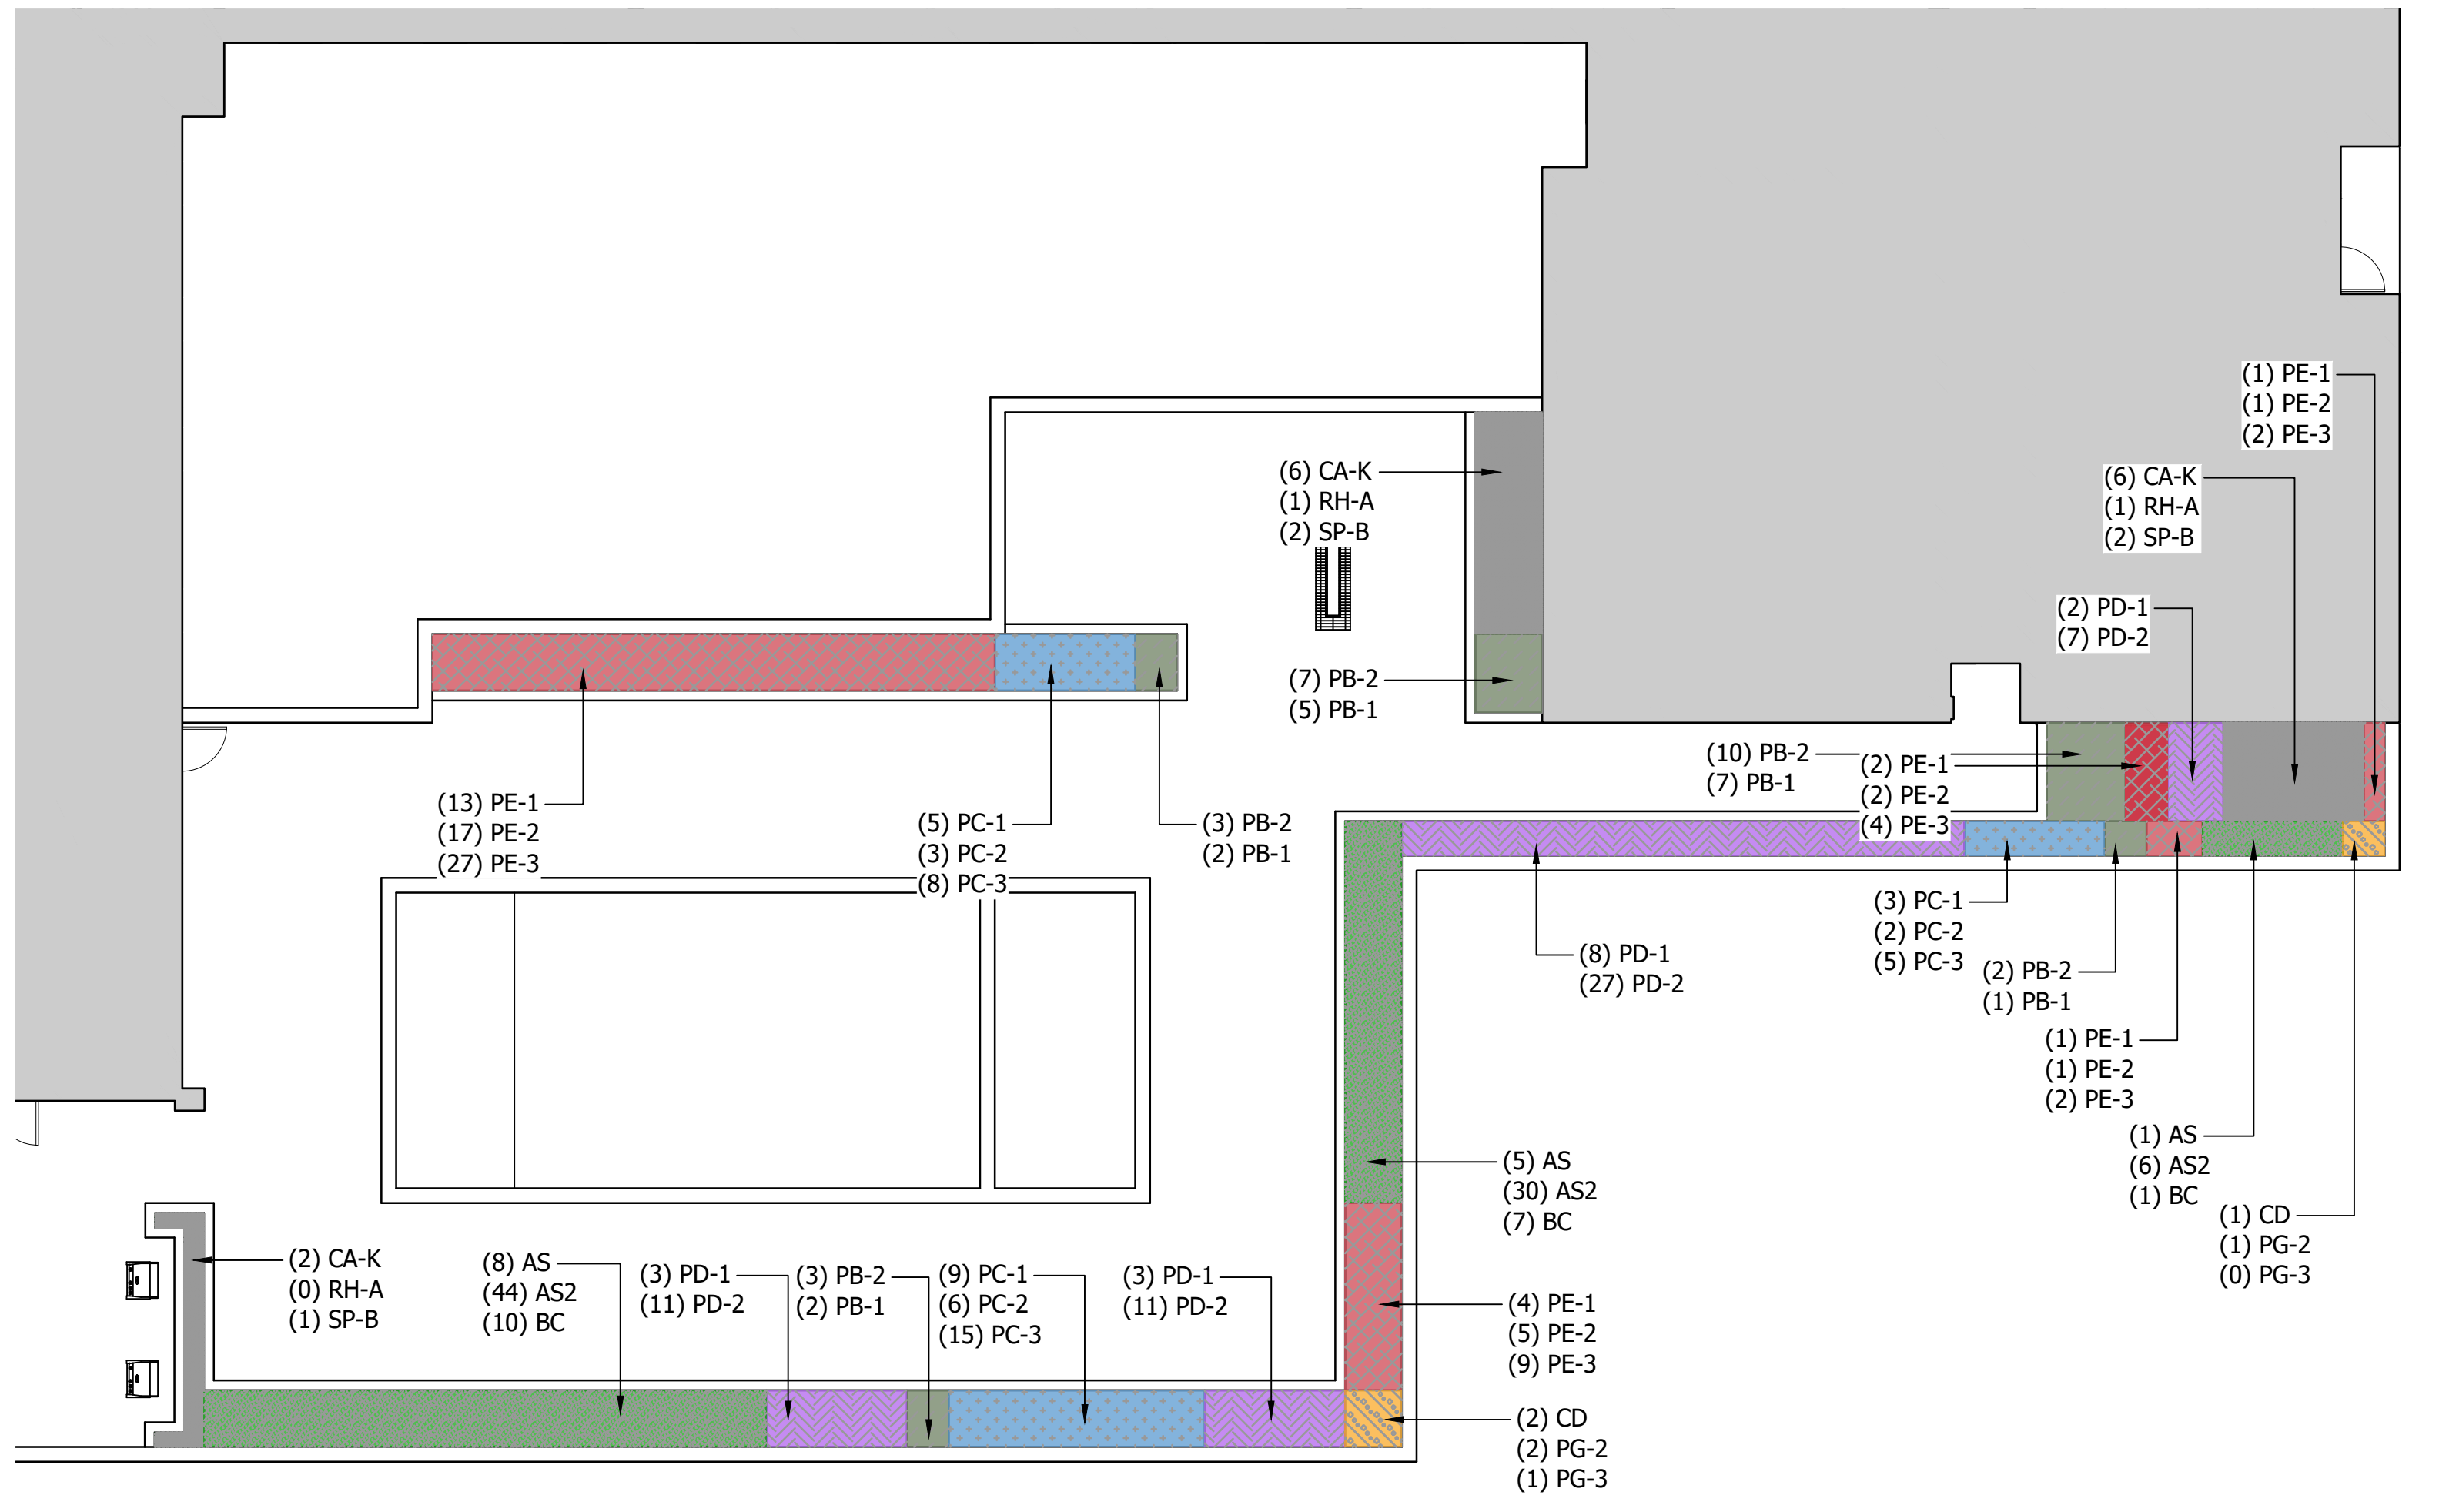 (1) PE-1
(1) PE-2
(2) PE-3
(6) CA-K
(1) RH-A
(2) SP-B
(6) CA-K
(1) RH-A
(2) SP-B
(2) PD-1
(7) PD-2
(7) PB-2
(5) PB-1
(10) PB-2
(7) PB-1
(2) PE-1
(2) PE-2
(4) PE-3
(13) PE-1
(17) PE-2
(27) PE-3
(5) PC-1
(3) PC-2
(8) PC-3
(3) PB-2
(2) PB-1
(8) PD-1
(27) PD-2
(3) PC-1
(2) PC-2
(5) PC-3
(2) PB-2
(1) PB-1
(1) PE-1
(1) PE-2
(2) PE-3
(1) AS
(6) AS2
(1) BC
(1) CD
(1) PG-2
(0) PG-3
(5) AS
(30) AS2
(7) BC
(2) CA-K
(0) RH-A
(1) SP-B
(8) AS
(44) AS2
(10) BC
(3) PD-1
(11) PD-2
(3) PB-2
(2) PB-1
(9) PC-1
(6) PC-2
(15) PC-3
(3) PD-1
(11) PD-2
(4) PE-1
(5) PE-2
(9) PE-3
(2) CD
(2) PG-2
(1) PG-3